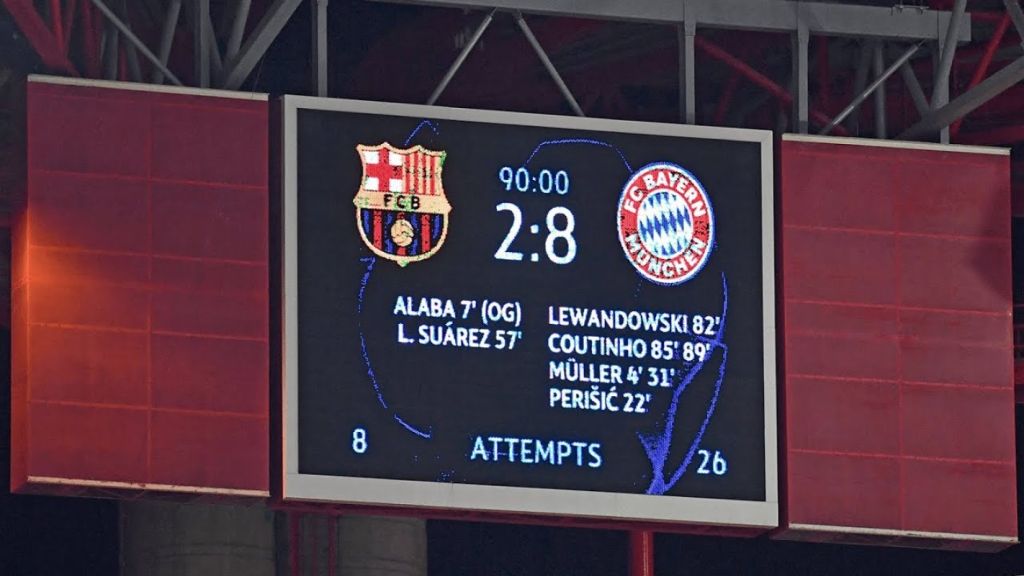 FCB
90:00
2:8
FC BAYERN
MÜNCHEN
ALABA 7' (OG)
L. SUÁREZ 57'
LEWANDOWSKI 82'
COUTINHO 85' 89'
MÜLLER 4' 31'
PERIŠIĆ 22'
8 ATTEMPTS 26